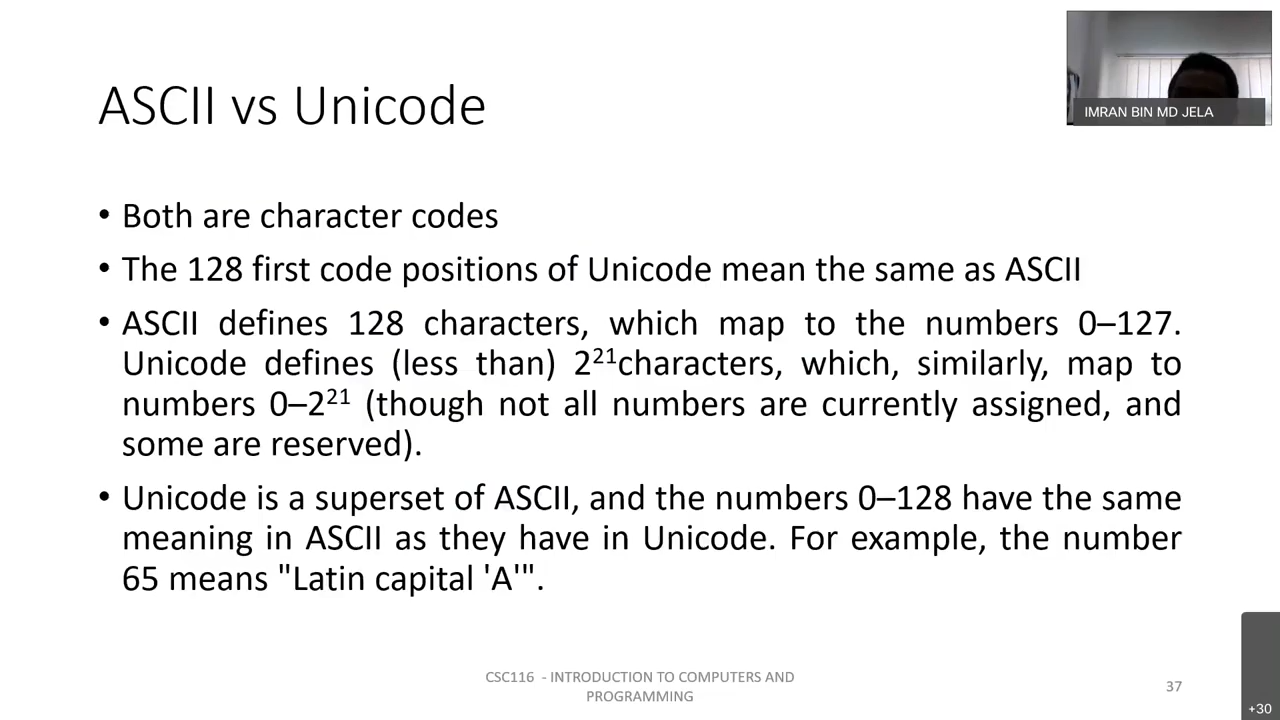 IMRAN BIN MD JELA
ASCII vs Unicode
• Both are character codes
• The 128 first code positions of Unicode mean the same as ASCII
• ASCII defines 128 characters, which map to the numbers 0–127.
Unicode defines (less than) 2²¹characters, which, similarly, map to
numbers 0–2²¹ (though not all numbers are currently assigned, and
some are reserved).
• Unicode is a superset of ASCII, and the numbers 0–128 have the same
meaning in ASCII as they have in Unicode. For example, the number
65 means "Latin capital 'A'".
CSC116 - INTRODUCTION TO COMPUTERS AND
PROGRAMMING
37
+30